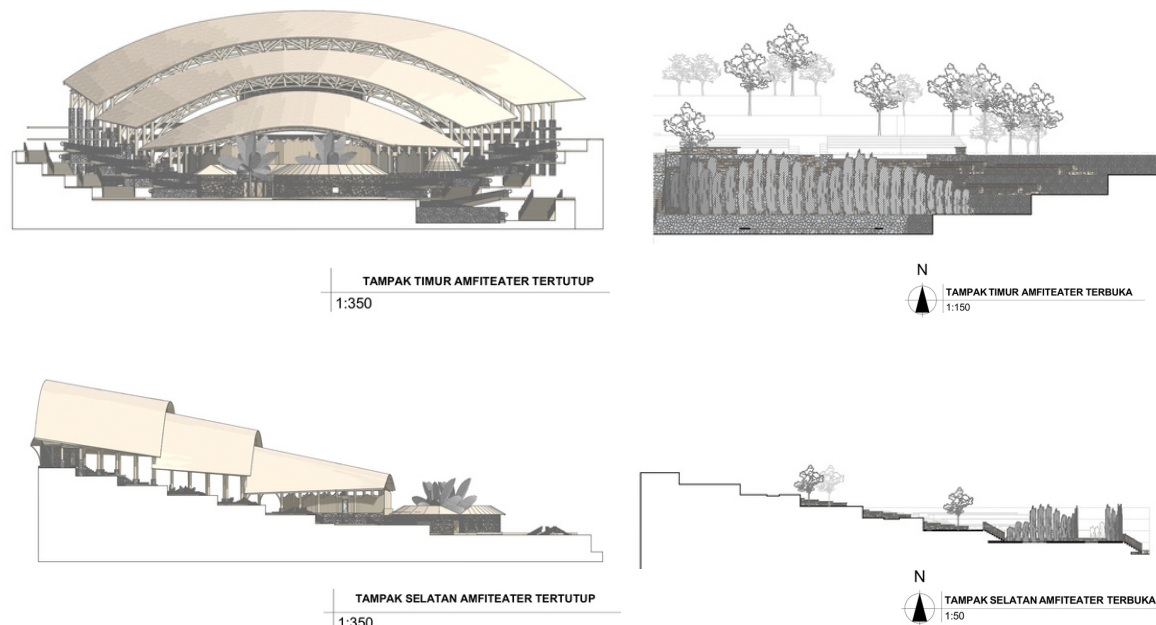 TAMPAK TIMUR AMFITEATER TERTUTUP
1:350
N
TAMPAK TIMUR AMFITEATER TERBUKA
1:150
TAMPAK SELATAN AMFITEATER TERTUTUP
1:350
N
TAMPAK SELATAN AMFITEATER TERBUKA
1:50